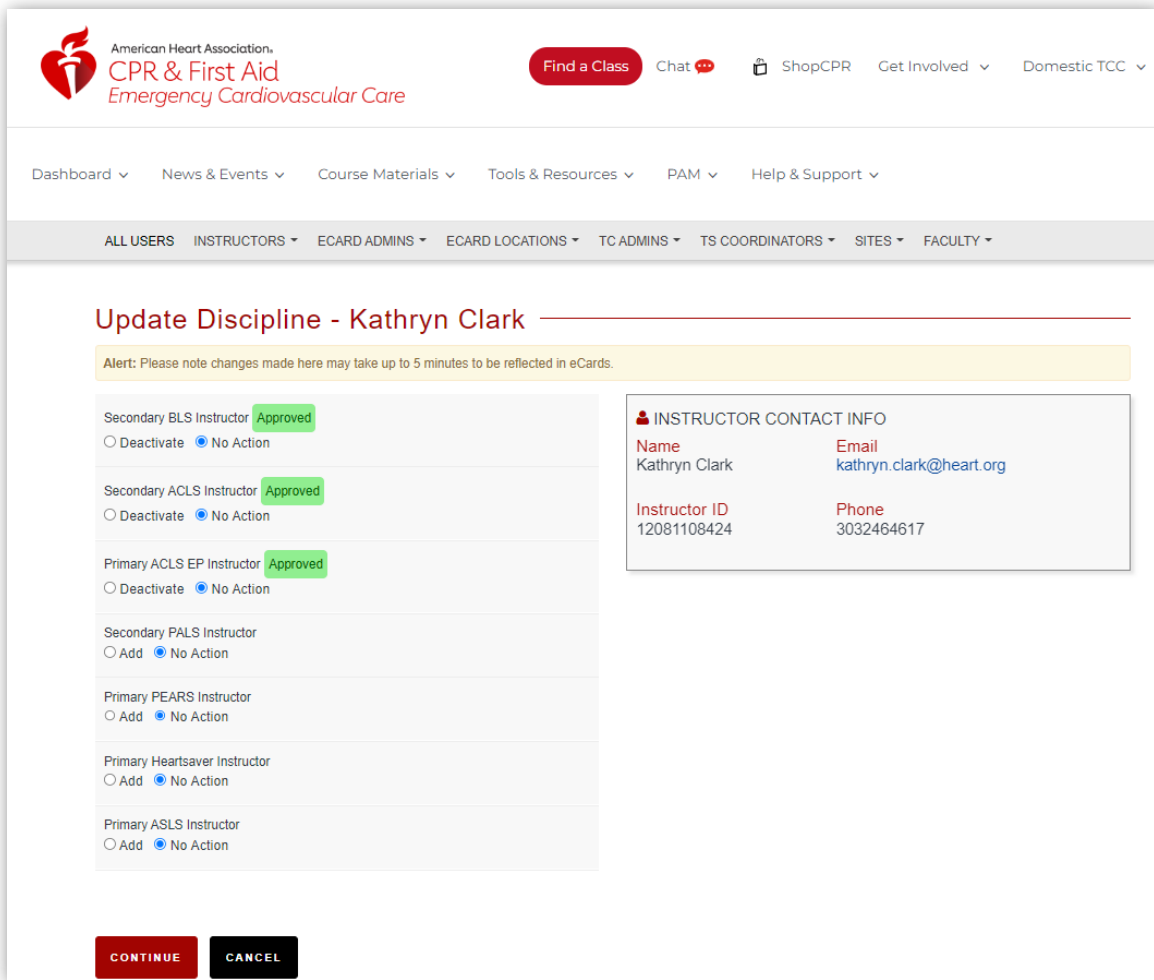 American Heart Association®
CPR & First Aid
Emergency Cardiovascular Care
Find a Class Chat ShopCPR Get Involved Domestic TCC
Dashboard News & Events Course Materials Tools & Resources PAM Help & Support
ALL USERS INSTRUCTORS ECARD ADMINS ECARD LOCATIONS TC ADMINS TS COORDINATORS SITES FACULTY
Update Discipline - Kathryn Clark
Alert: Please note changes made here may take up to 5 minutes to be reflected in eCards.
Secondary BLS Instructor Approved
Deactivate No Action
Secondary ACLS Instructor Approved
Deactivate No Action
Primary ACLS EP Instructor Approved
Deactivate No Action
Secondary PALS Instructor
Add No Action
Primary PEARS Instructor
Add No Action
Primary Heartsaver Instructor
Add No Action
Primary ASLS Instructor
Add No Action
INSTRUCTOR CONTACT INFO
Name Email
Kathryn Clark kathryn.clark@heart.org
Instructor ID Phone
12081108424 3032464617
CONTINUE CANCEL